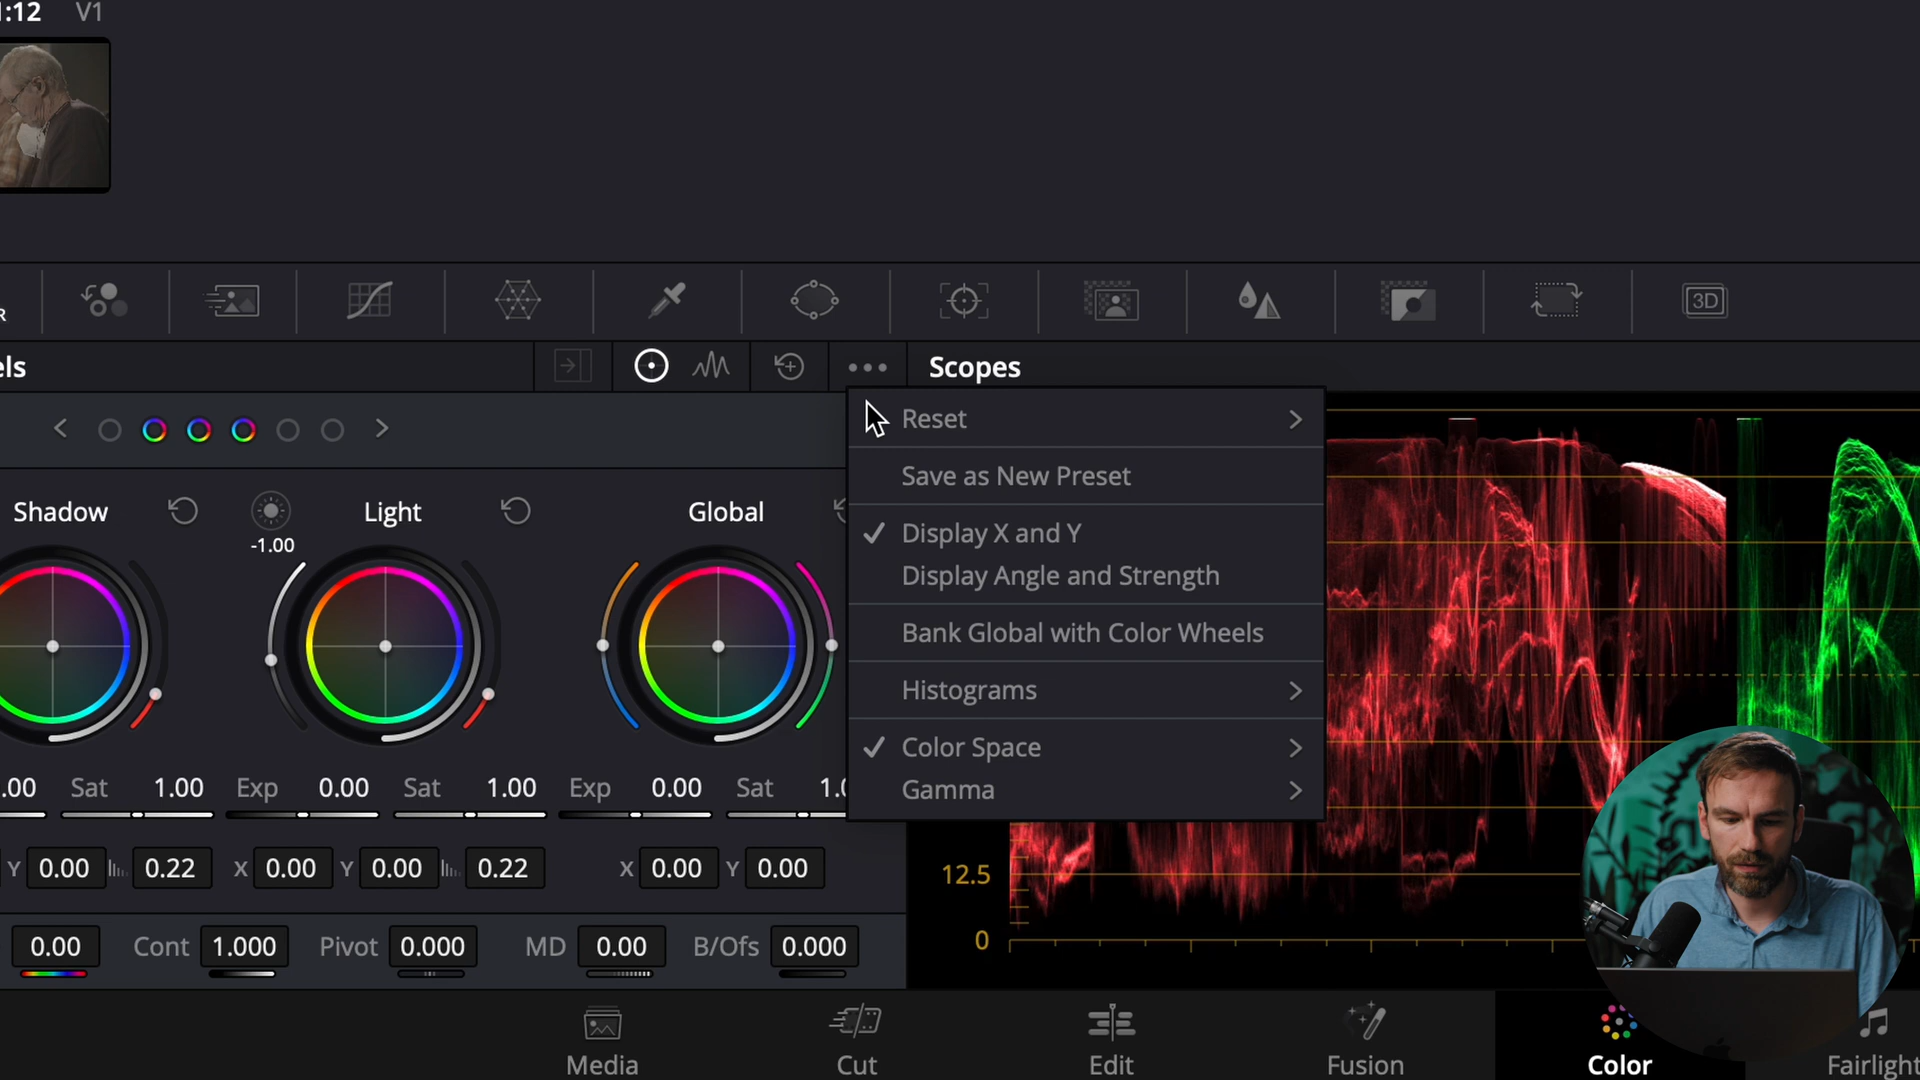 :12 V1
R
els
Scopes
Shadow
Light
Global
-1.00
Reset
Save as New Preset
Display X and Y
Display Angle and Strength
Bank Global with Color Wheels
Histograms
Color Space
Gamma
.00 Sat 1.00 Exp 0.00 Sat 1.00 Exp 0.00 Sat 1.0
Y 0.00 0.22 X 0.00 Y 0.00 0.22 X 0.00 Y 0.00
12.5
0
0.00 Cont 1.000 Pivot 0.000 MD 0.00 B/Ofs 0.000
3D
Media Cut Edit Fusion Color Fairlight